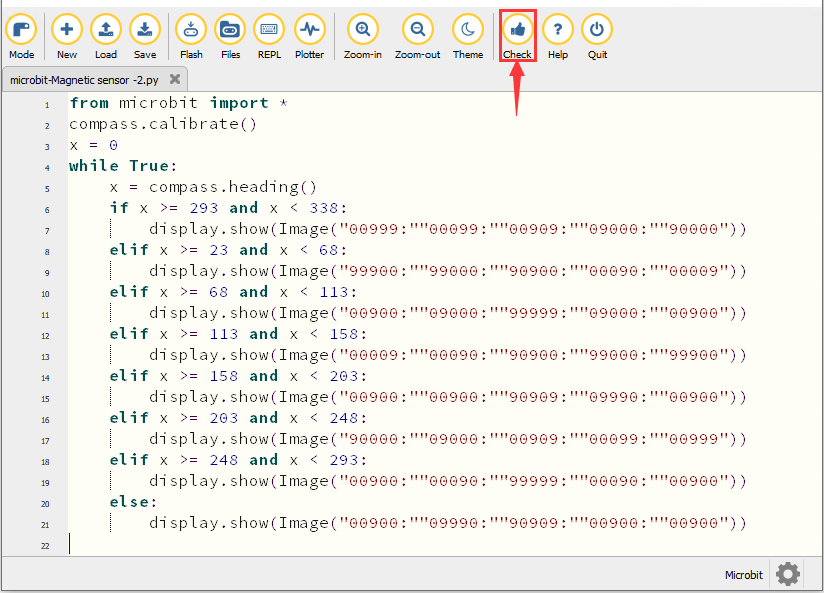 Mode New Load Save Flash Files REPL Plotter Zoom-in Zoom-out Theme Check Help Quit
microbit-Magnetic sensor -2.py
1 from microbit import *
2 compass.calibrate()
3 x = 0
4 while True:
5     x = compass.heading()
6     if x >= 293 and x < 338:
7         display.show(Image("00999:""00099:""00909:""09000:""90000"))
8     elif x >= 23 and x < 68:
9         display.show(Image("99900:""99000:""90900:""00090:""00009"))
10     elif x >= 68 and x < 113:
11         display.show(Image("00900:""09000:""99999:""09000:""00900"))
12     elif x >= 113 and x < 158:
13         display.show(Image("00009:""00090:""90900:""99000:""99900"))
14     elif x >= 158 and x < 203:
15         display.show(Image("00900:""00900:""90909:""09990:""00900"))
16     elif x >= 203 and x < 248:
17         display.show(Image("90000:""09000:""00909:""00099:""00999"))
18     elif x >= 248 and x < 293:
19         display.show(Image("00900:""00090:""99999:""00090:""00900"))
20     else:
21         display.show(Image("00900:""09990:""90909:""00900:""00900"))
22
Microbit